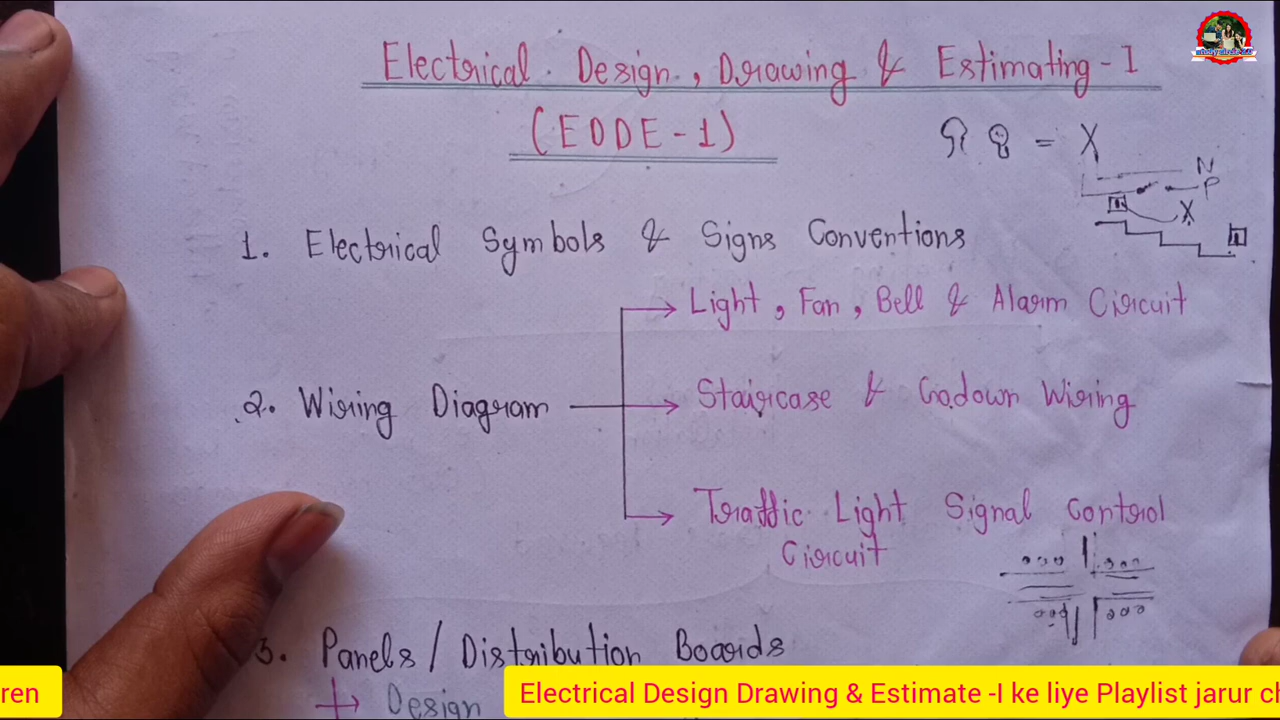 Electrical Design, Drawing & Estimating - I
(EDDE - 1)
= X
N
P
X
1. Electrical Symbols & Signs Conventions
Light, Fan, Bell & Alarm Circuit
2. Wiring Diagram
Staircase & Godown Wiring
Traffic Light Signal Control
Circuit
3. Panels / Distribution Boards
Design
ren
Electrical Design Drawing & Estimate -I ke liye Playlist jarur ch